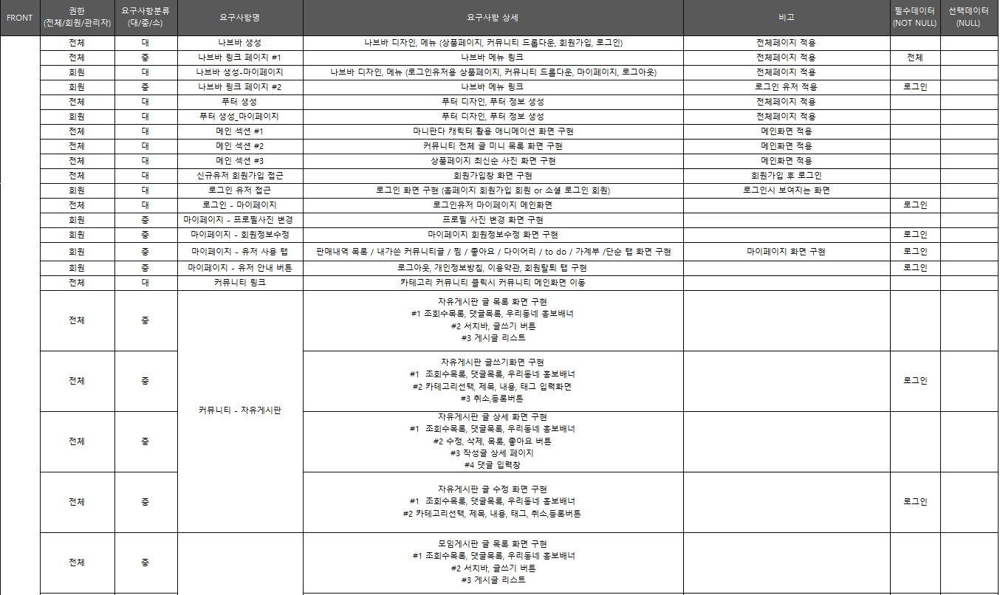 FRONT
권한
(전체/회원/관리자)
요구사항분류
(대/중/소)
요구사항명
요구사항 상세
비고
필수데이터
(NOT NULL)
선택데이터
(NULL)
전체 대 나브바 생성 나브바 디자인, 메뉴 (상품페이지, 커뮤니티 드롭다운, 회원가입, 로그인) 전체페이지 적용
전체 중 나브바 링크 페이지 #1 나브바 메뉴 링크 전체페이지 적용 전체
회원 대 나브바 생성-마이페이지 나브바 디자인, 메뉴 (로그인유저용 상품페이지, 커뮤니티 드롭다운, 마이페이지, 로그아웃) 전체페이지 적용
회원 중 나브바 링크 페이지 #2 나브바 메뉴 링크 로그인 유저 적용 로그인
전체 대 푸터 생성 푸터 디자인, 푸터 정보 생성 전체페이지 적용
회원 대 푸터 생성_마이페이지 푸터 디자인, 푸터 정보 생성 전체페이지 적용
전체 대 메인 섹션 #1 마니판다 캐릭터 활용 애니메이션 화면 구현 메인화면 적용
전체 대 메인 섹션 #2 커뮤니티 전체 글 미니 목록 화면 구현 메인화면 적용
전체 대 메인 섹션 #3 상품페이지 최신순 사진 화면 구현 메인화면 적용
전체 대 신규유저 회원가입 접근 회원가입창 화면 구현 회원가입 후 로그인
회원 대 로그인 유저 접근 로그인 화면 구현 (홈페이지 회원가입 회원 or 소셜 로그인 회원) 로그인시 보여지는 화면
전체 대 로그인 - 마이페이지 로그인유저 마이페이지 메인화면 로그인
회원 중 마이페이지 - 프로필사진 변경 프로필 사진 변경 화면 구현
회원 중 마이페이지 - 회원정보수정 마이페이지 회원정보수정 화면 구현 로그인
회원 중 마이페이지 - 유저 사용 탭 판매내역 목록 / 내가쓴 커뮤니티글 / 찜 / 좋아요 / 다이어리 / to do / 가계부 /단순 탭 화면 구현 마이페이지 화면 구현 로그인
회원 중 마이페이지 - 유저 안내 버튼 로그아웃, 개인정보방침, 이용약관, 회원탈퇴 탭 구현 로그인
전체 대 커뮤니티 링크 카테고리 커뮤니티 클릭시 커뮤니티 메인화면 이동
커뮤니티 - 자유게시판
전체 중
자유게시판 글 목록 화면 구현
#1 조회수목록, 댓글목록, 우리동네 홍보배너
#2 서치바, 글쓰기 버튼
#3 게시글 리스트
전체 중
자유게시판 글쓰기화면 구현
#1 조회수목록, 댓글목록, 우리동네 홍보배너
#2 카테고리선택, 제목, 내용, 태그 입력화면
#3 취소,등록버튼
로그인
전체 중
자유게시판 글 상세 화면 구현
#1 조회수목록, 댓글목록, 우리동네 홍보배너
#2 수정, 삭제, 목록, 좋아요 버튼
#3 작성글 상세 페이지
#4 댓글 입력창
전체 중
자유게시판 글 수정 화면 구현
#1 조회수목록, 댓글목록, 우리동네 홍보배너
#2 카테고리선택, 제목, 내용, 태그, 취소,등록버튼
로그인
전체 중
모임게시판 글 목록 화면 구현
#1 조회수목록, 댓글목록, 우리동네 홍보배너
#2 서치바, 글쓰기 버튼
#3 게시글 리스트